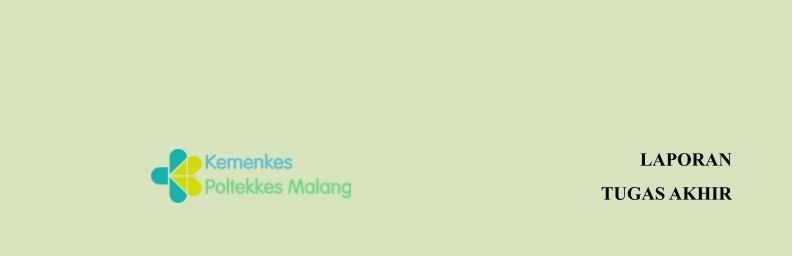 Kemenkes
Poltekkes Malang
LAPORAN
TUGAS AKHIR